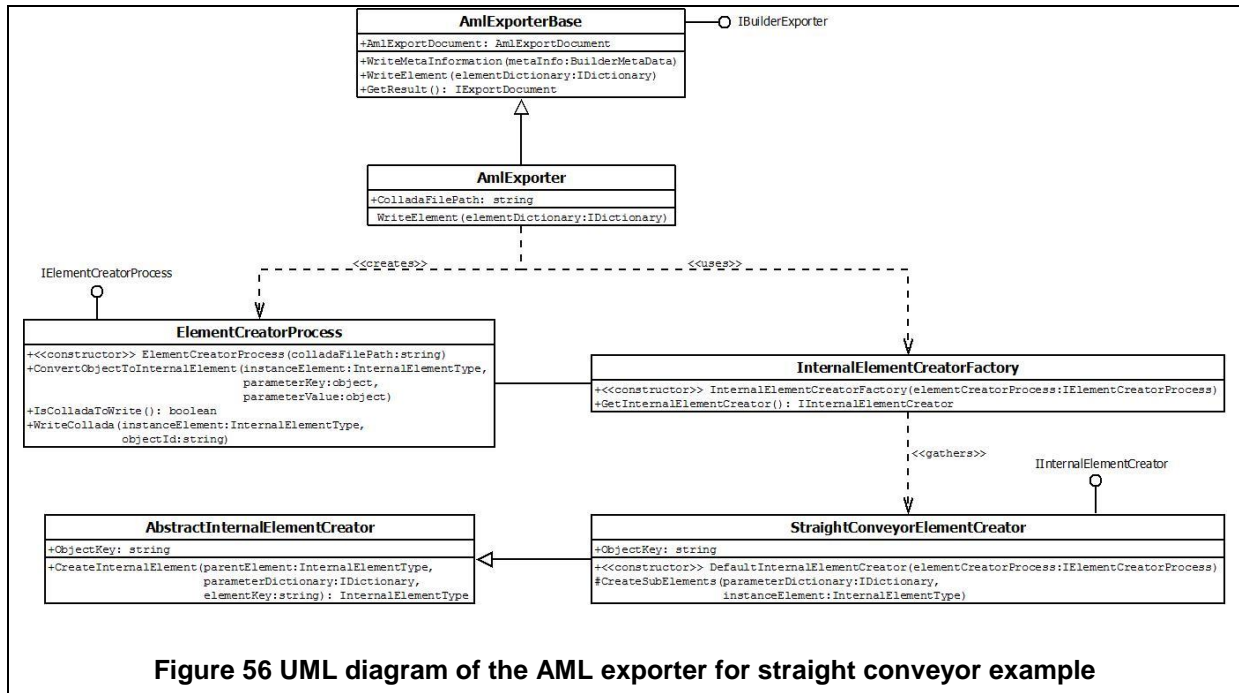 AmlExporterBase
IBuilderExporter
+AmlExportDocument: AmlExportDocument
+WriteMetaInformation(metaInfo:BuilderMetaData)
+WriteElement(elementDictionary:IDictionary)
+GetResult(): IExportDocument
AmlExporter
+ColladaFilePath: string
WriteElement(elementDictionary:IDictionary)
<<creates>>
<<uses>>
IElementCreatorProcess
ElementCreatorProcess
+<<constructor>> ElementCreatorProcess(colladaFilePath:string)
+ConvertObjectToInternalElement(instanceElement:InternalElementType,
parameterKey:object,
parameterValue:object)
+IsColladaToWrite(): boolean
+WriteCollada(instanceElement:InternalElementType,
objectId:string)
InternalElementCreatorFactory
+<<constructor>> InternalElementCreatorFactory(elementCreatorProcess:IElementCreatorProcess)
+GetInternalElementCreator(): IInternalElementCreator
<<gathers>>
IInternalElementCreator
AbstractInternalElementCreator
+ObjectKey: string
+CreateInternalElement(parentElement:InternalElementType,
parameterDictionary:IDictionary,
elementKey:string): InternalElementType
StraightConveyorElementCreator
+ObjectKey: string
+<<constructor>> DefaultInternalElementCreator(elementCreatorProcess:IElementCreatorProcess)
#CreateSubElements(parameterDictionary:IDictionary,
instanceElement:InternalElementType)
Figure 56 UML diagram of the AML exporter for straight conveyor example